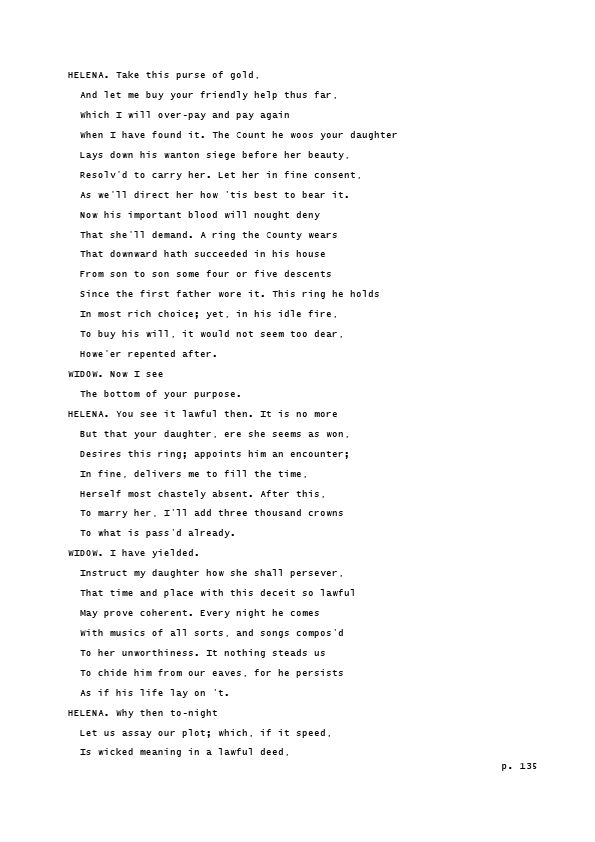 HELENA. Take this purse of gold,
And let me buy your friendly help thus far,
Which I will over-pay and pay again
When I have found it. The Count he woos your daughter
Lays down his wanton siege before her beauty,
Resolv'd to carry her. Let her in fine consent,
As we'll direct her how 'tis best to bear it.
Now his important blood will nought deny
That she'll demand. A ring the County wears
That downward hath succeeded in his house
From son to son some four or five descents
Since the first father wore it. This ring he holds
In most rich choice; yet, in his idle fire,
To buy his will, it would not seem too dear,
Howe'er repented after.
WIDOW. Now I see
The bottom of your purpose.
HELENA. You see it lawful then. It is no more
But that your daughter, ere she seems as won,
Desires this ring; appoints him an encounter;
In fine, delivers me to fill the time,
Herself most chastely absent. After this,
To marry her, I'll add three thousand crowns
To what is pass'd already.
WIDOW. I have yielded.
Instruct my daughter how she shall persever,
That time and place with this deceit so lawful
May prove coherent. Every night he comes
With musics of all sorts, and songs compos'd
To her unworthiness. It nothing steads us
To chide him from our eaves, for he persists
As if his life lay on 't.
HELENA. Why then to-night
Let us assay our plot; which, if it speed,
Is wicked meaning in a lawful deed,
p. 135